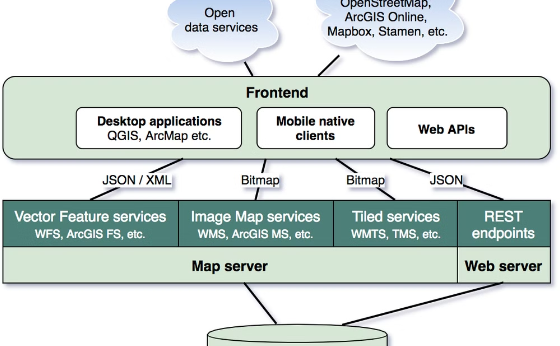 Open
data services
OpenStreetMap,
ArcGIS Online,
Mapbox, Stamen, etc.
Frontend
Desktop applications
QGIS, ArcMap etc.
Mobile native
clients
Web APIs
JSON / XML
Bitmap
Bitmap
JSON
Vector Feature services
WFS, ArcGIS FS, etc.
Image Map services
WMS, ArcGIS MS, etc.
Tiled services
WMTS, TMS, etc.
REST
endpoints
Map server
Web server